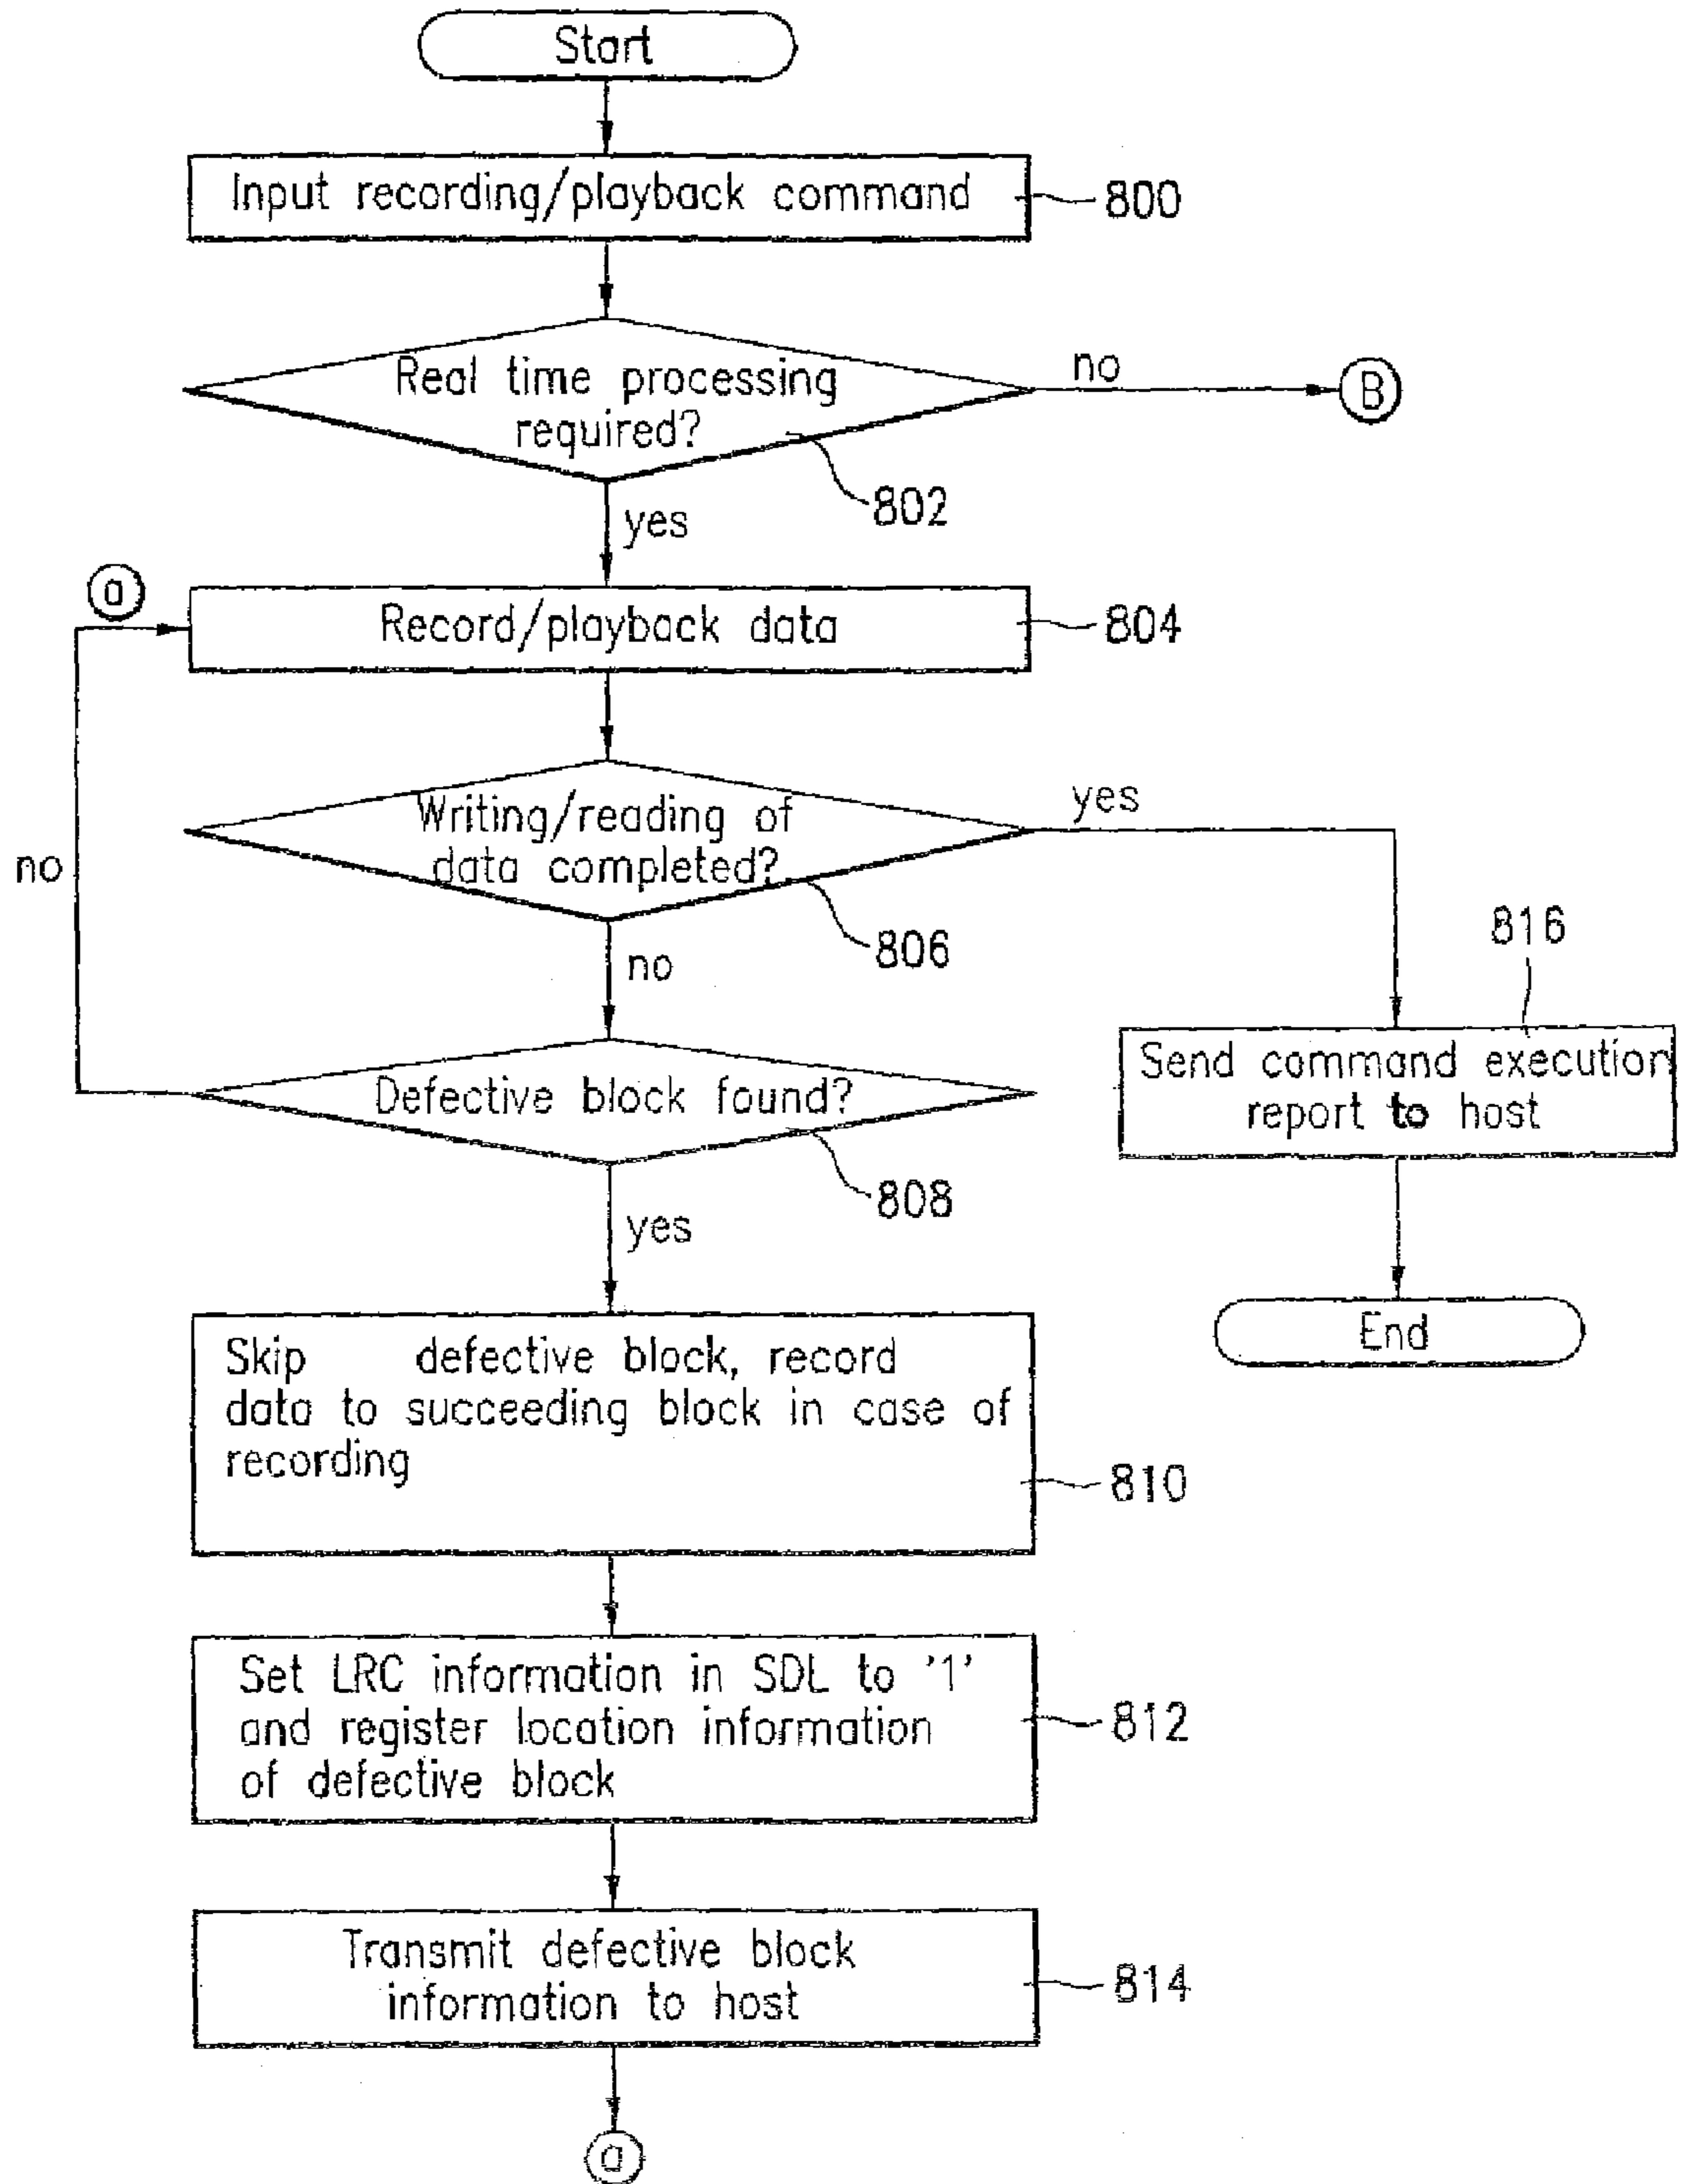 Start
Input recording/playback command
800
Real time processing
required?
no
B
802
yes
a
Record/playback data
804
Writing/reading of
data completed?
yes
no
806
no
816
Send command execution
report to host
Defective block found?
808
yes
End
Skip defective block, record
data to succeeding block in case of
recording
810
Set LRC information in SDL to '1'
and register location information
of defective block
812
Transmit defective block
information to host
814
a